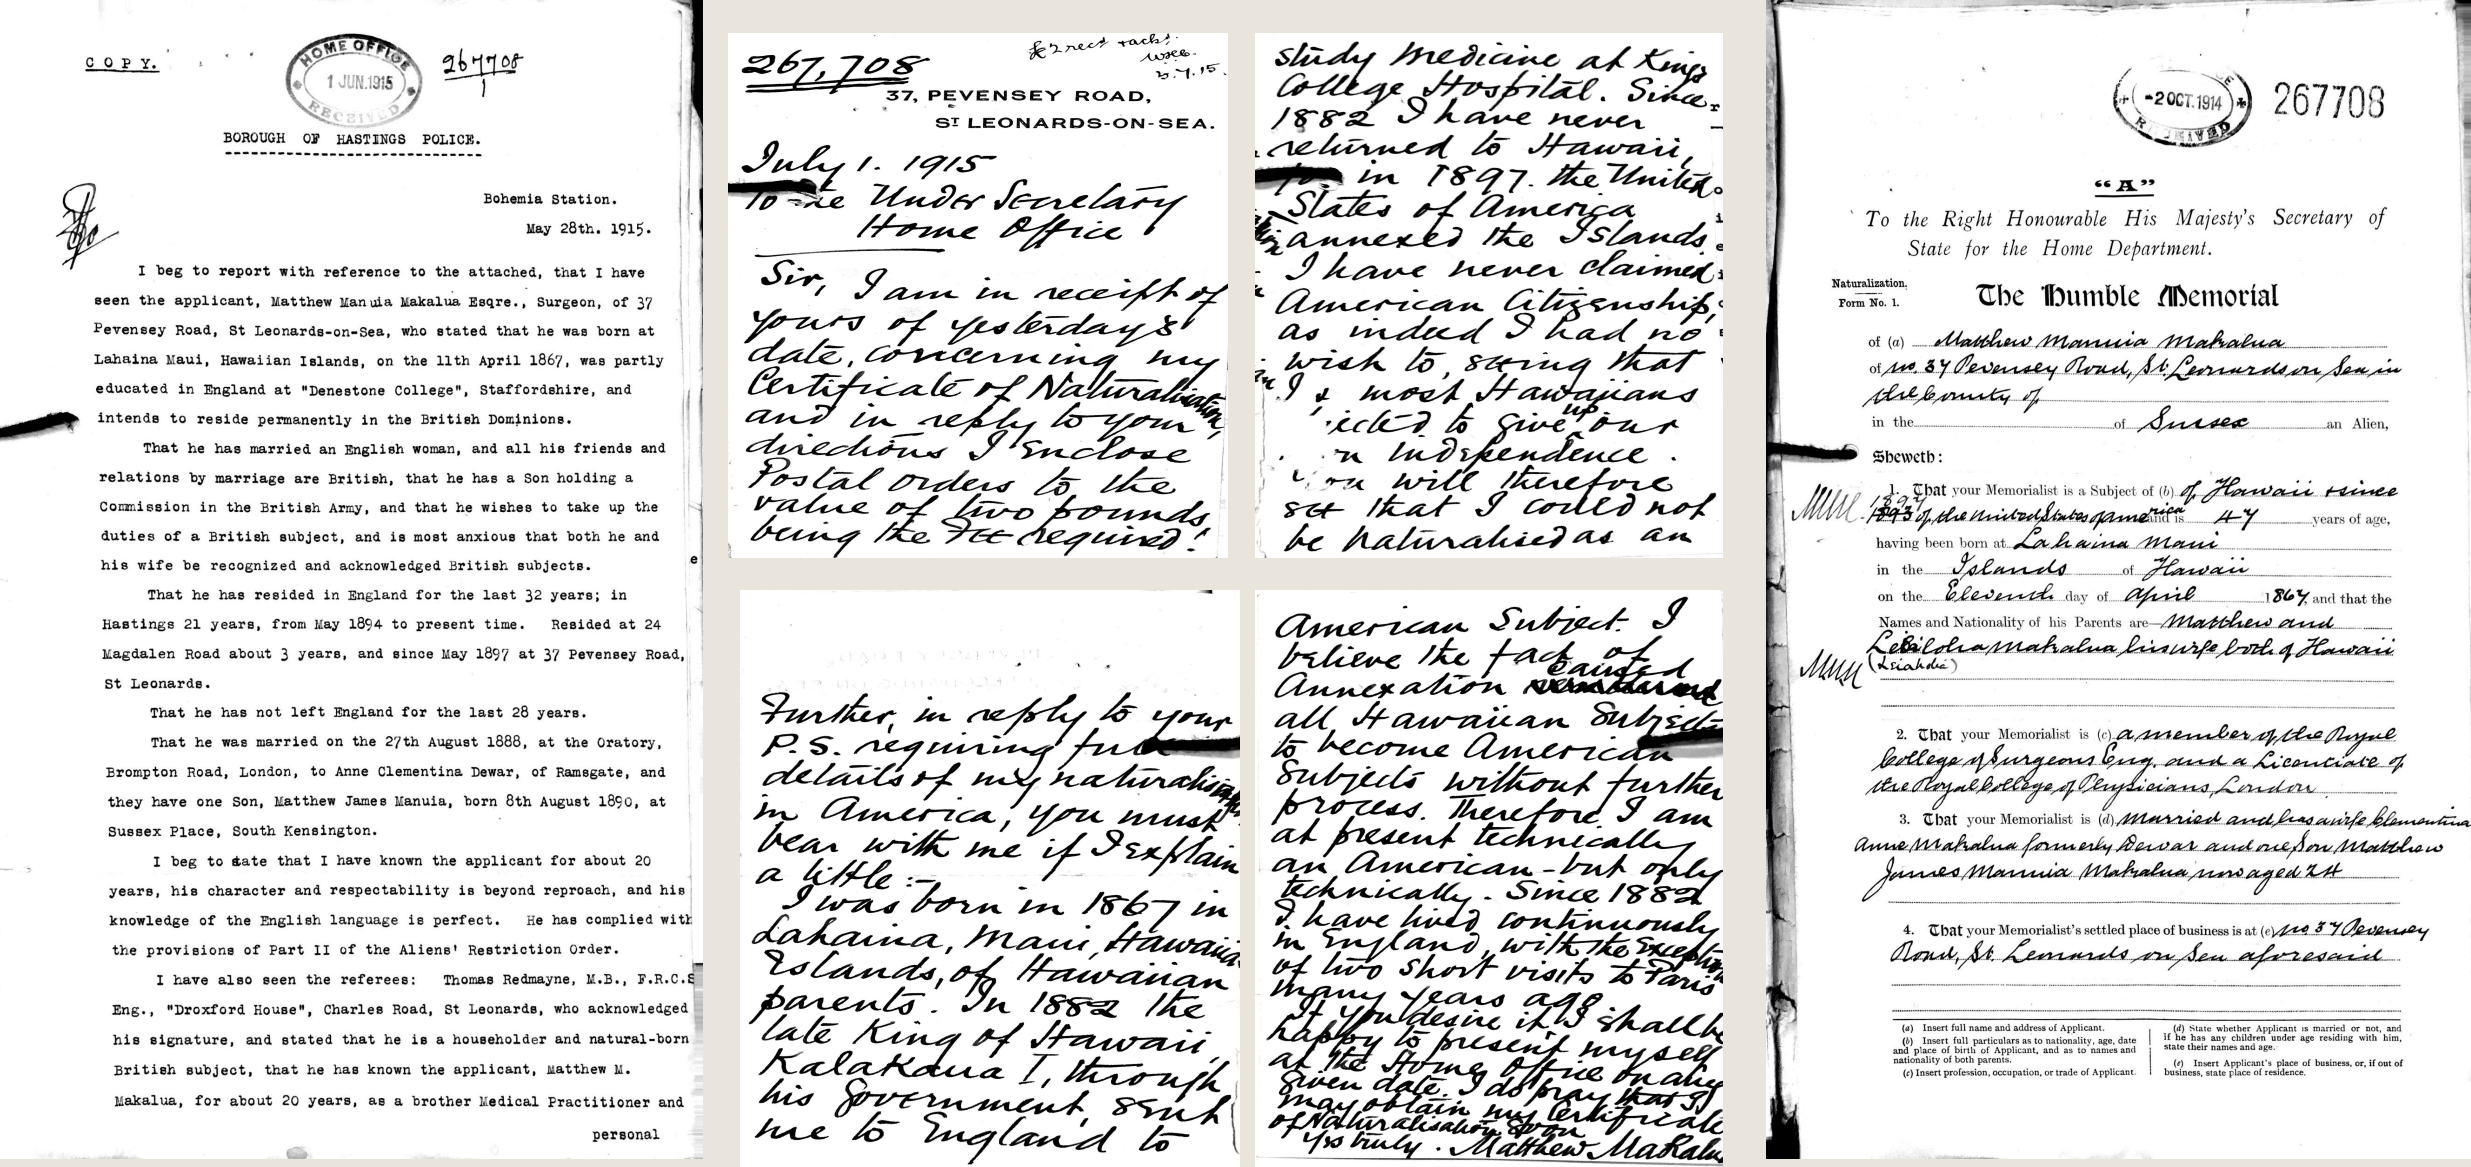 COPY.
HOME OFFICE
1 JUN.1915
RECEIVED
267708
1
BOROUGH OF HASTINGS POLICE.
Bohemia Station.
May 28th. 1915.
I beg to report with reference to the attached, that I have
seen the applicant, Matthew Manuia Makalua Esqre., Surgeon, of 37
Pevensey Road, St Leonards-on-Sea, who stated that he was born at
Lahaina Maui, Hawaiian Islands, on the 11th April 1867, was partly
educated in England at "Denestone College", Staffordshire, and
intends to reside permanently in the British Dominions.
That he has married an English woman, and all his friends and
relations by marriage are British, that he has a Son holding a
Commission in the British Army, and that he wishes to take up the
duties of a British subject, and is most anxious that both he and
his wife be recognized and acknowledged British subjects.
That he has resided in England for the last 32 years; in
Hastings 21 years, from May 1894 to present time. Resided at 24
Magdalen Road about 3 years, and since May 1897 at 37 Pevensey Road,
St Leonards.
That he has not left England for the last 28 years.
That he was married on the 27th August 1888, at the Oratory,
Brompton Road, London, to Anne Clementina Dewar, of Ramsgate, and
they have one Son, Matthew James Manuia, born 8th August 1890, at
Sussex Place, South Kensington.
I beg to state that I have known the applicant for about 20
years, his character and respectability is beyond reproach, and his
knowledge of the English language is perfect. He has complied with
the provisions of Part II of the Aliens' Restriction Order.
I have also seen the referees: Thomas Redmayne, M.B., F.R.C.S
Eng., "Droxford House", Charles Road, St Leonards, who acknowledged
his signature, and stated that he is a householder and natural-born
British subject, that he has known the applicant, Matthew M.
Makalua, for about 20 years, as a brother Medical Practitioner and
personal
267,708
£2 rect
3.7.15.
37, PEVENSEY ROAD,
ST LEONARDS-ON-SEA.
July 1. 1915
To the Under Secretary
Home Office
Sir, I am in receipt of
yours of yesterday's
date, concerning my
Certificate of Naturalisation,
and in reply to your
directions I enclose
Postal orders to the
value of two pounds,
being the Fee required.
Further, in reply to your
P.S. requiring full
details of my naturalisation
in America, you must
bear with me if I explain
a little:-
I was born in 1867 in
Lahaina, Maui, Hawaiian
Islands, of Hawaiian
parents. In 1882 the
late King of Hawaii,
Kalakaua I, through
his Government, sent
me to England to
study Medicine at King's
College Hospital. Since
1882 I have never
returned to Hawaii,
in 1897. the United
States of America
annexed the Islands
I have never claimed
American Citizenship,
as indeed I had no
wish to, seeing that
I & most Hawaiians
to give up our
independence.
You will therefore
see that I could not
be naturalised as an
American Subject. I
believe the fact of
Annexation caused
all Hawaiian Subjects
to become American
Subjects without further
process. Therefore I am
at present technically
an American - but only
technically. Since 1882
I have lived continuously
in England, with the exception
of two short visits to Paris
many years ago.
If you desire it I shall be
happy to present myself
at the Home Office on any
given date. I do pray that I
may obtain my Certificate
of Naturalisation soon
Yrs truly. Matthew Makalua
-2 OCT.1914
RECEIVED
267708
"A"
To the Right Honourable His Majesty's Secretary of
State for the Home Department.
Naturalization.
Form No. 1.
The Humble Memorial
of (a) Matthew Manuia Makalua
of no. 37 Pevensey Road, St. Leonards on Sea in
the County of
in the of Sussex an Alien,
Sheweth:
1. That your Memorialist is a Subject of (b) of Hawaii & since
1897
1893 of the United States of America and is 47 years of age,
having been born at Lahaina Maui
in the Islands of Hawaii
on the Eleventh day of April 1867, and that the
Names and Nationality of his Parents are—Matthew and
Makalua his wife both of Hawaii
2. That your Memorialist is (c) a member of the Royal
College of Surgeons Eng. and a Licenciate of
the Royal College of Physicians, London
3. That your Memorialist is (d) married and has a wife Clementina
Anne Makalua formerly Dewar and one Son Matthew
James Manuia Makalua now aged 24
4. That your Memorialist's settled place of business is at (e) no 37 Pevensey
Road, St. Leonards on Sea aforesaid
(a) Insert full name and address of Applicant.
(b) Insert full particulars as to nationality, age, date
and place of birth of Applicant, and as to names and
nationality of both parents.
(c) Insert profession, occupation, or trade of Applicant.
(d) State whether Applicant is married or not, and
if he has any children under age residing with him,
state their names and age.
(e) Insert Applicant's place of business, or, if out of
business, state place of residence.